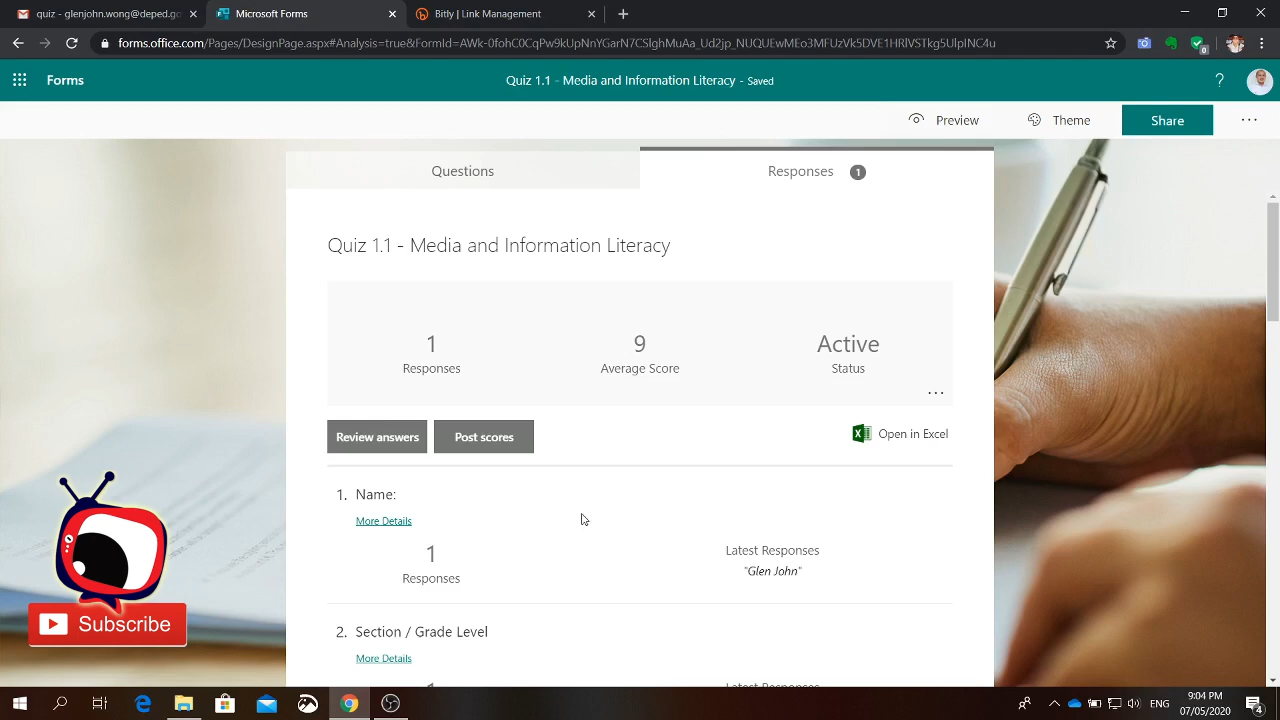 quiz - glenjohn.wong@deped.gc
Microsoft Forms
Bitly | Link Management
forms.office.com/Pages/DesignPage.aspx#Analysis=true&FormId=AWk-0fohC0CqPw9kUpNnYGarN7CSlghMuAa_Ud2jp_NUQUEwMEo3MFUzVk5DVE1HRlVSTkg5UlpINC4u
Forms
Quiz 1.1 - Media and Information Literacy - Saved
?
Preview
Theme
Share
Questions
Responses 1
Quiz 1.1 - Media and Information Literacy
1
Responses
9
Average Score
Active
Status
Review answers
Post scores
Open in Excel
1. Name:
More Details
1
Responses
Latest Responses
"Glen John"
2. Section / Grade Level
More Details
Subscribe
9:04 PM
07/05/2020
4